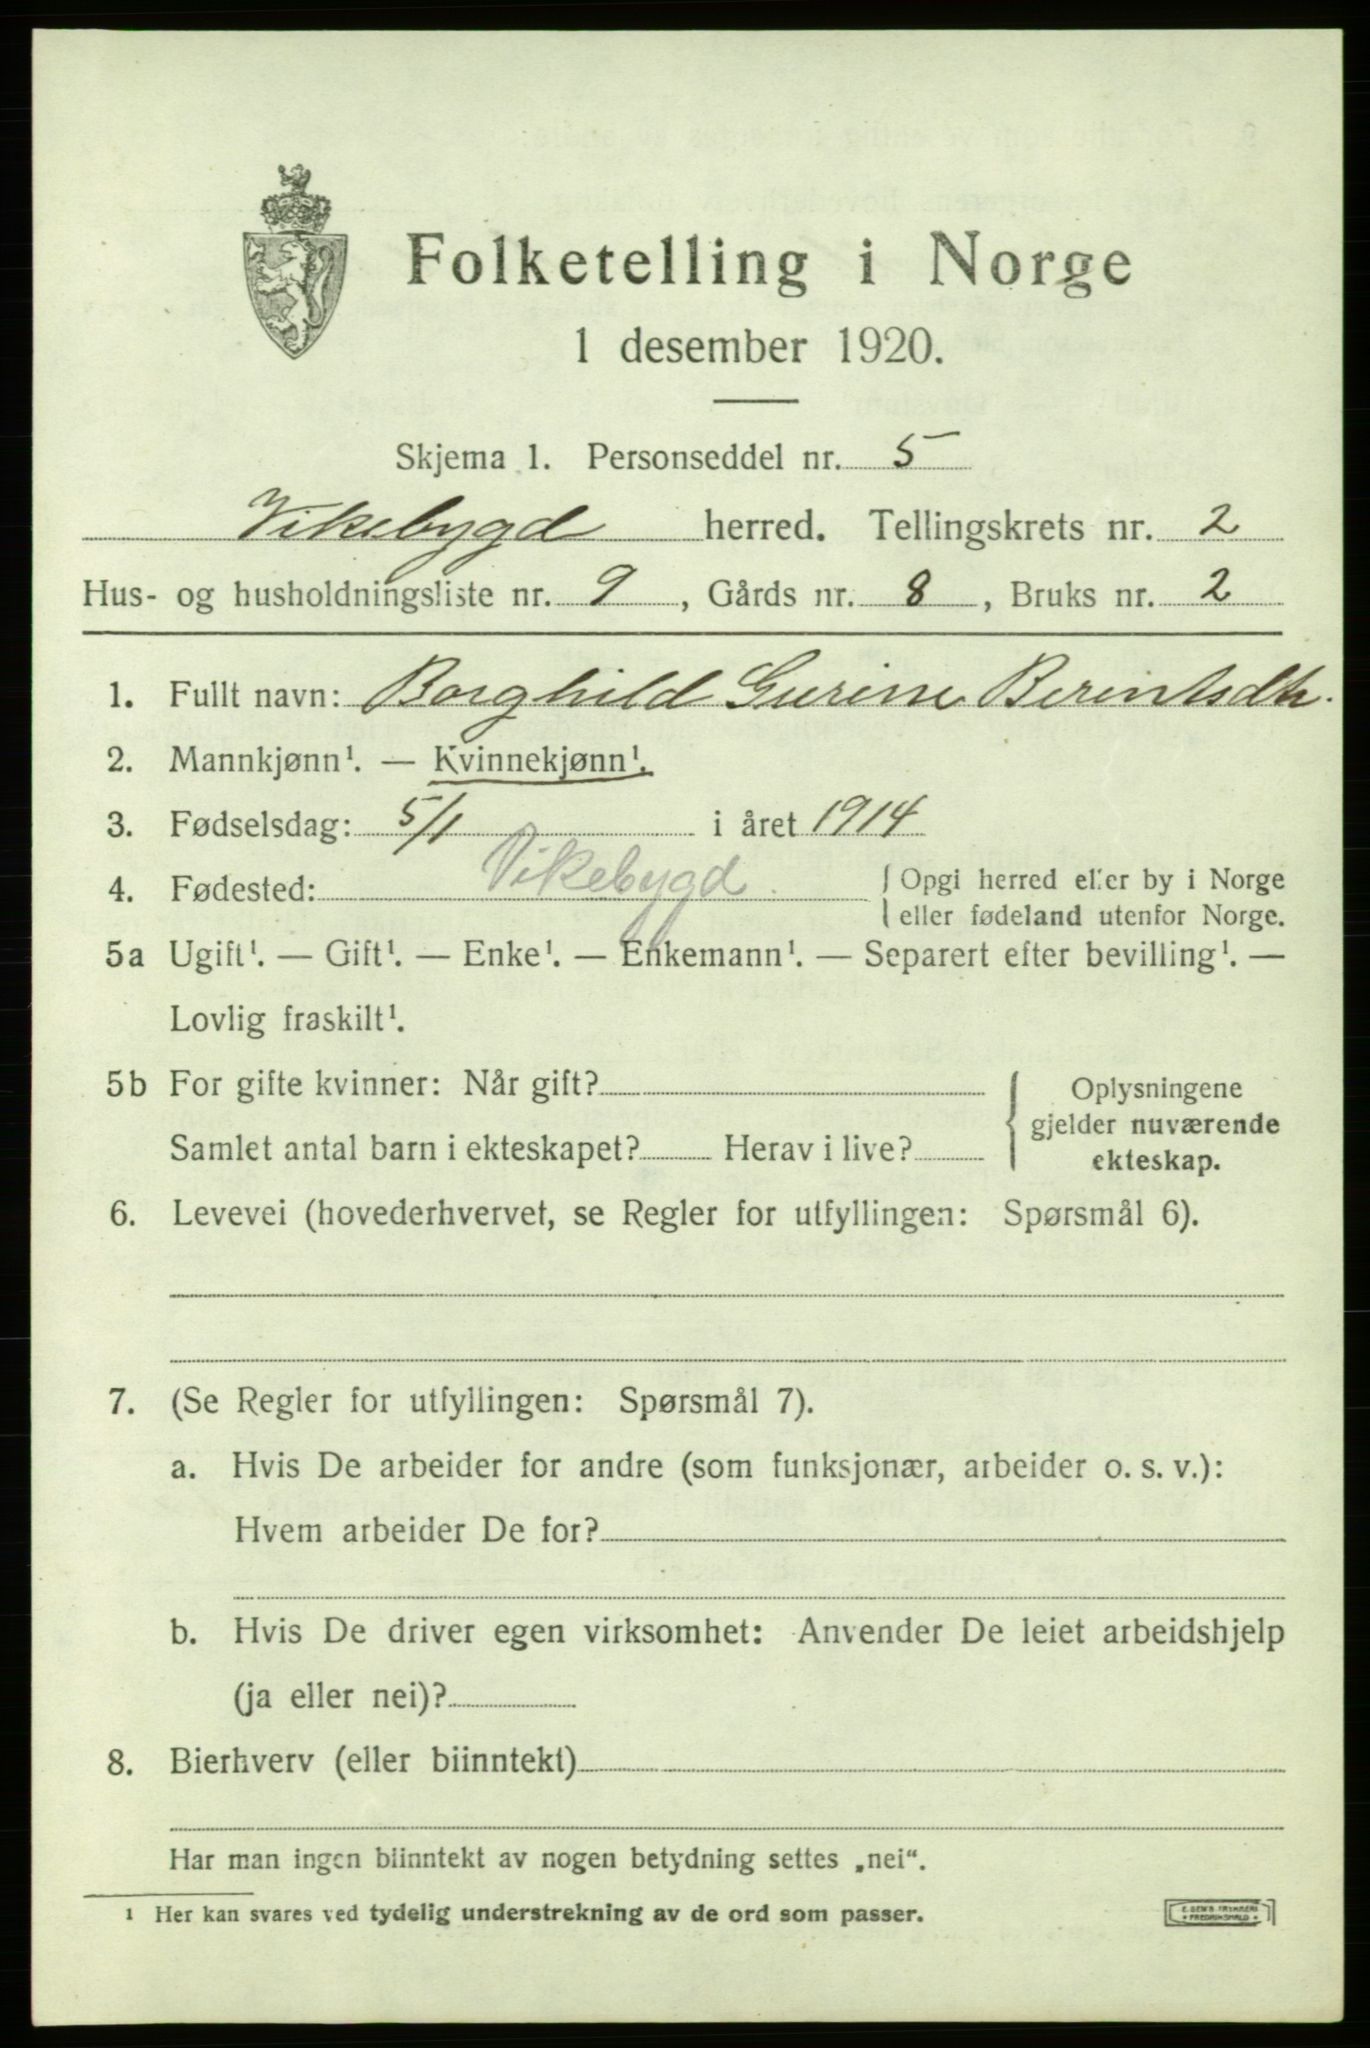 Folketelling i Norge
1 desember 1920.
Skjema 1. Personseddel nr. 5
Vikebygd herred. Tellingskrets nr. 2
Hus- og husholdningsliste nr. 9, Gårds nr. 8, Bruks nr. 2
1. Fullt navn: Borghild Gurine Berintsdtr.
2. Mannkjønn¹. — Kvinnekjønn¹.
3. Fødselsdag: 5/1 i året 1914
4. Fødested: Vikebygd. { Opgi herred eller by i Norge
eller fødeland utenfor Norge.
5a Ugift¹. — Gift¹. — Enke¹. — Enkemann¹. — Separert efter bevilling¹. —
Lovlig fraskilt¹.
5b For gifte kvinner: Når gift? { Oplysningene
gjelder nuværende
Samlet antal barn i ekteskapet? Herav i live?
ekteskap.
6. Levevei (hovederhvervet, se Regler for utfyllingen: Spørsmål 6).
7. (Se Regler for utfyllingen: Spørsmål 7).
a. Hvis De arbeider for andre (som funksjonær, arbeider o. s. v.):
Hvem arbeider De for?
b. Hvis De driver egen virksomhet: Anvender De leiet arbeidshjelp
(ja eller nei)?
8. Bierhverv (eller biinntekt)
Har man ingen biinntekt av nogen betydning settes „nei“.
¹ Her kan svares ved tydelig understrekning av de ord som passer.